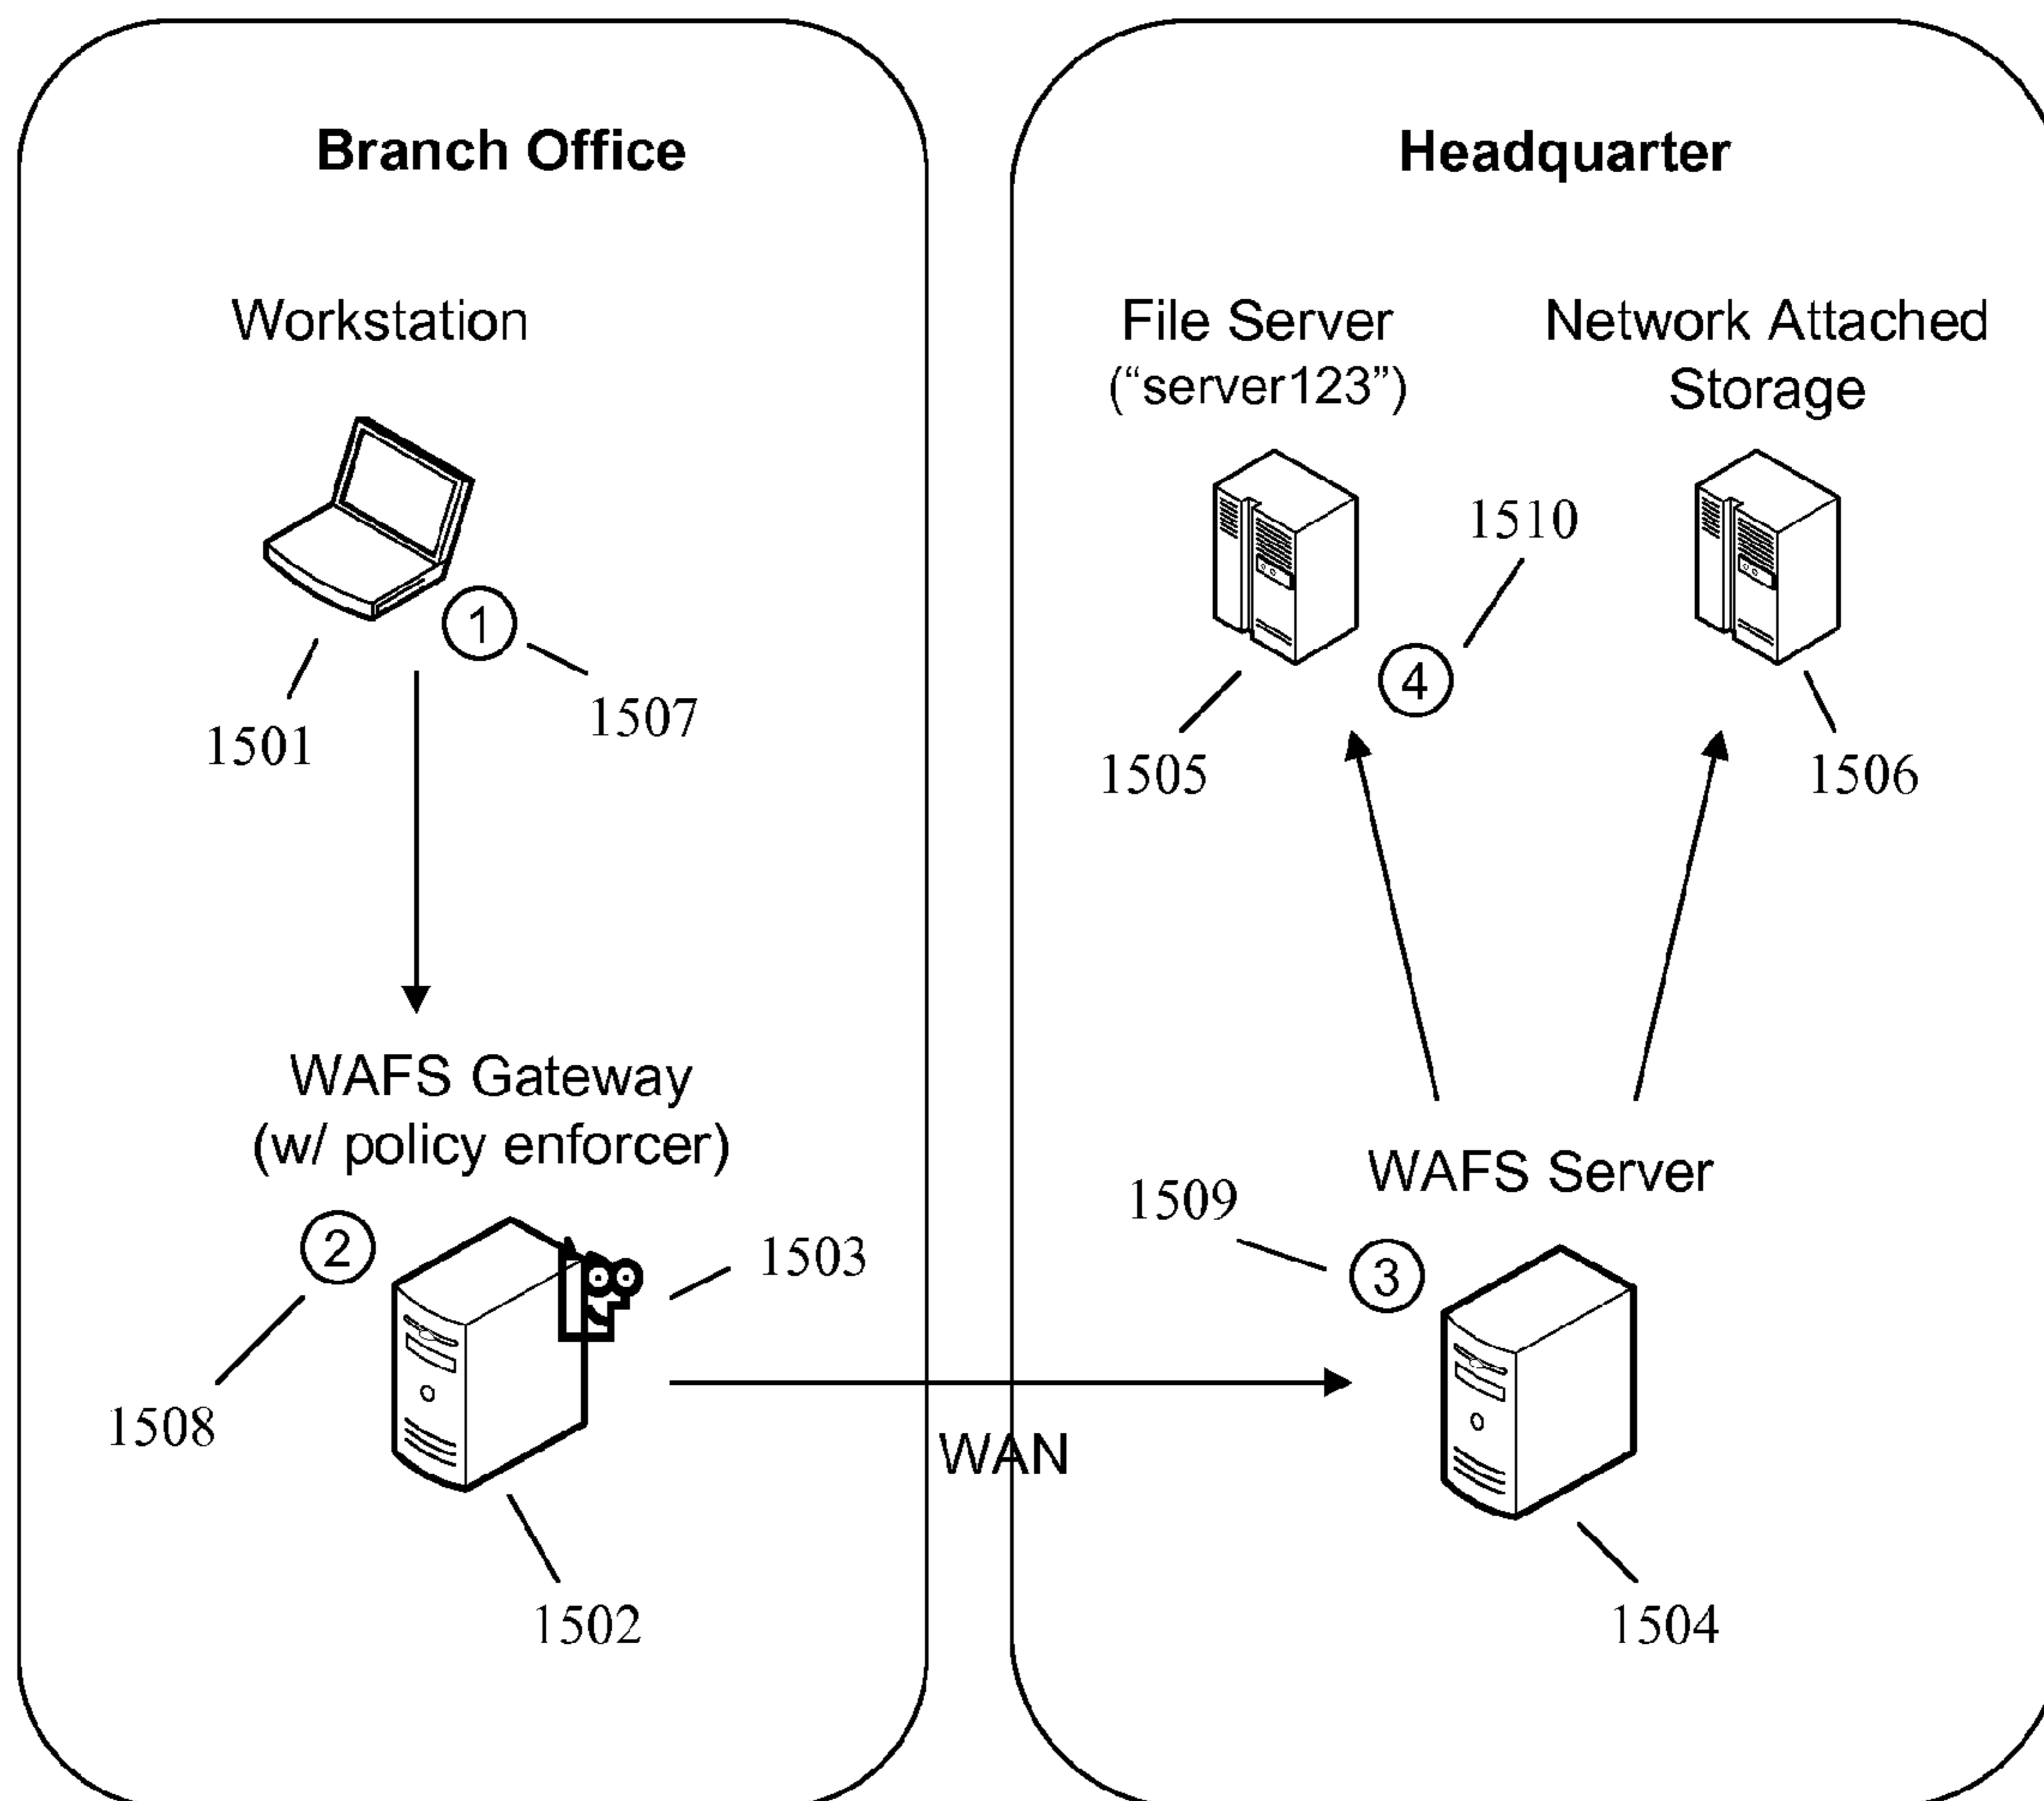 Branch Office
Workstation
1
1501
1507
WAFS Gateway
(w/ policy enforcer)
2
1503
1508
1502
WAN
Headquarter
File Server
(“server123”)
Network Attached
Storage
1510
4
1505
1506
WAFS Server
1509
3
1504